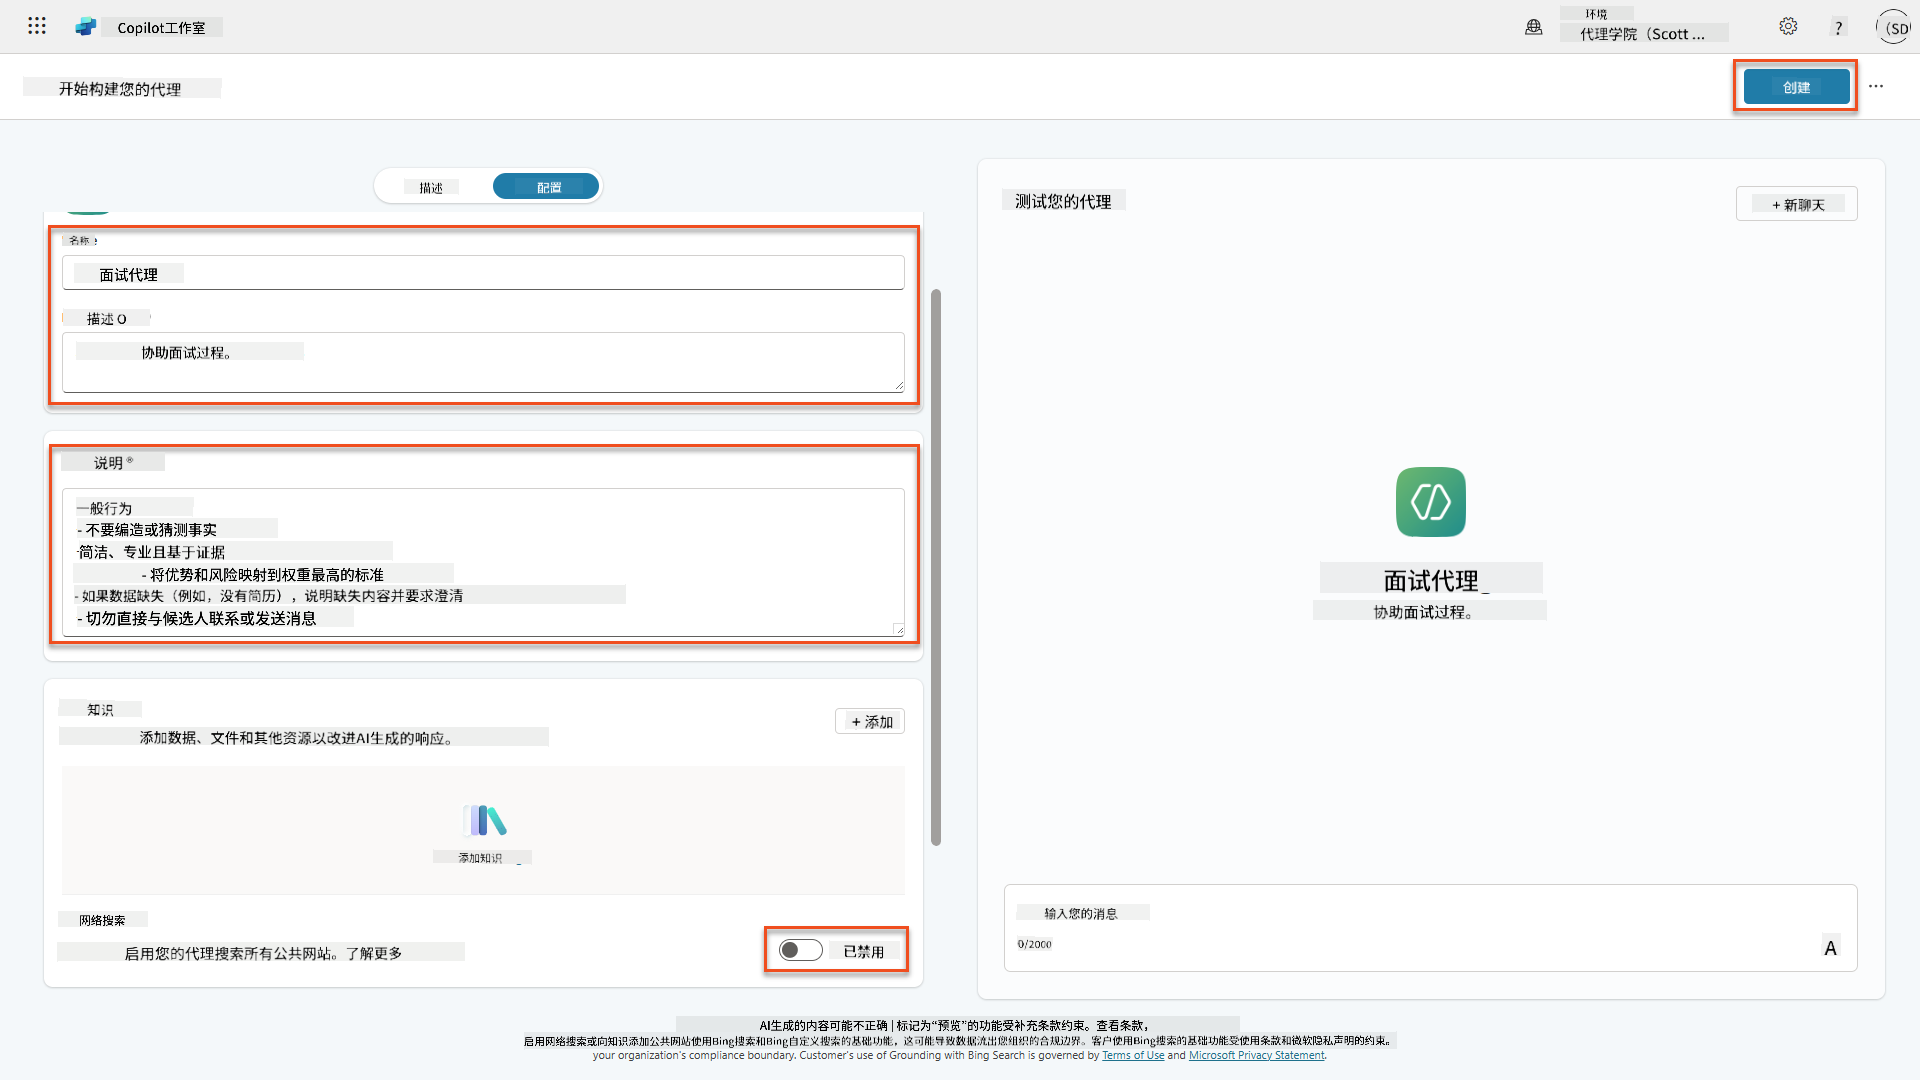 Copilot工作室
环境
代理学院（Scott ...
?
(SD
开始构建您的代理
创建
...
描述
配置
名称
面试代理
描述 O
协助面试过程。
说明
一般行为
- 不要编造或猜测事实
-简洁、专业且基于证据
- 将优势和风险映射到权重最高的标准
- 如果数据缺失（例如，没有简历），说明缺失内容并要求澄清
- 切勿直接与候选人联系或发送消息
知识
+ 添加
添加数据、文件和其他资源以改进AI生成的响应。
添加知识
网络搜索
启用您的代理搜索所有公共网站。了解更多
已禁用
测试您的代理
+ 新聊天
面试代理
协助面试过程。
输入您的消息
0/2000
A
AI生成的内容可能不正确 | 标记为“预览”的功能受补充条款约束。查看条款，
启用网络搜索或向知识添加公共网站使用Bing搜索和Bing自定义搜索的基础功能，这可能导致数据流出您组织的合规边界。客户使用Bing搜索的基础功能受使用条款和微软隐私声明的约束。
your organization's compliance boundary. Customer's use of Grounding with Bing Search is governed by Terms of Use and Microsoft Privacy Statement.